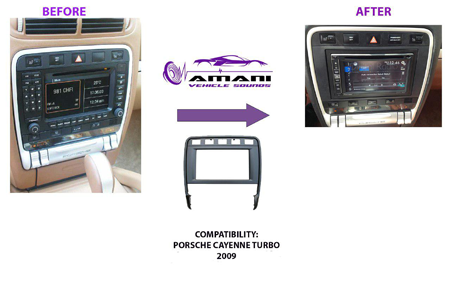 BEFORE
AFTER
AMANI
VEHICLE SOUNDS
COMPATIBILITY:
PORSCHE CAYENNE TURBO
2009